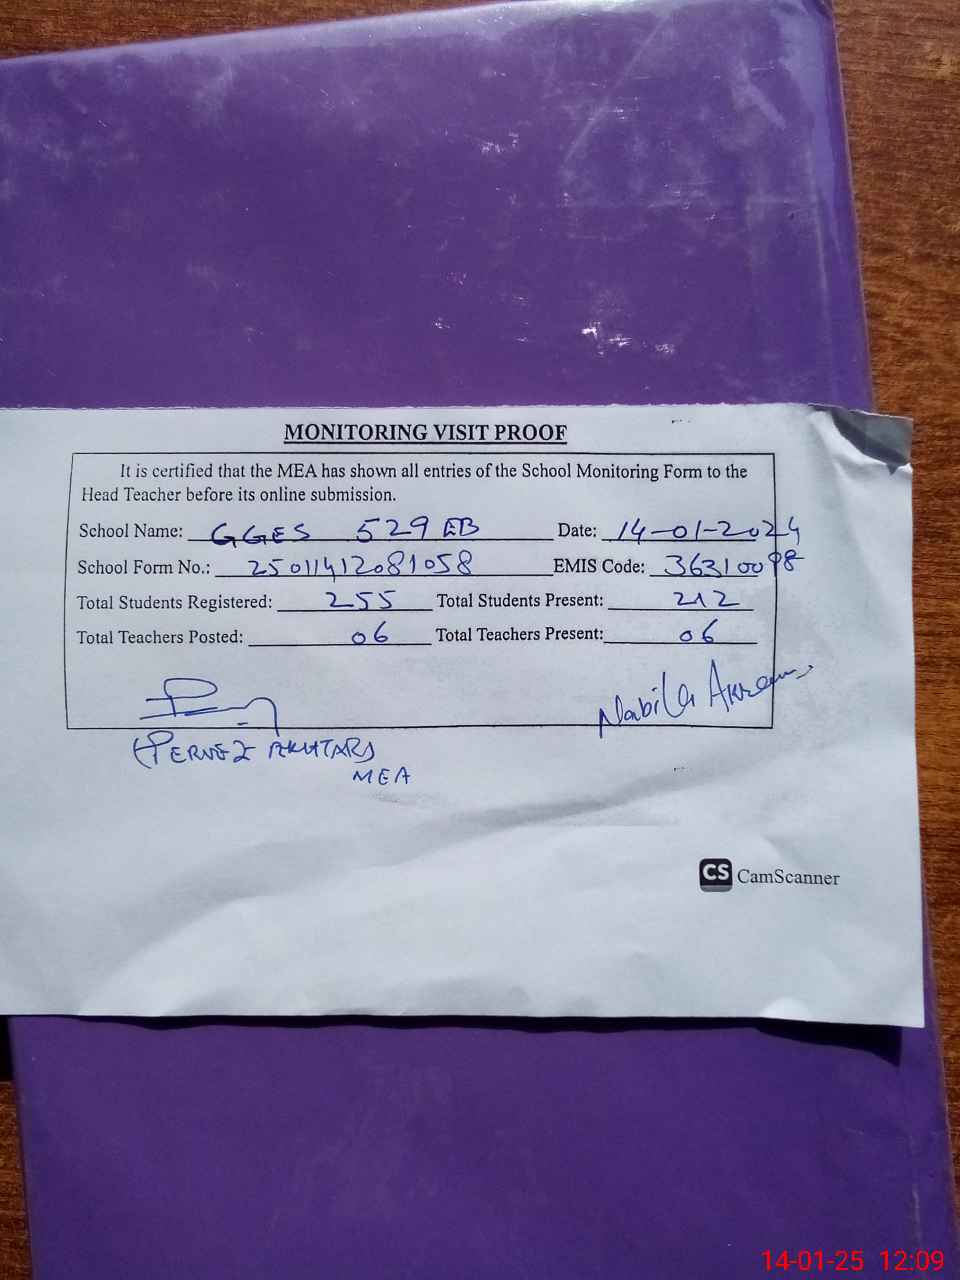 MONITORING VISIT PROOF
It is certified that the MEA has shown all entries of the School Monitoring Form to the
Head Teacher before its online submission.
School Name: GGES 529 EB Date: 14-01-2024
School Form No.: 25011412081058 EMIS Code: 36310098
Total Students Registered: 255 Total Students Present: 212
Total Teachers Posted: 06 Total Teachers Present: 06
Nabila Akram
(PERVEZ AKHTAR)
MEA
CS CamScanner
14-01-25 12:09